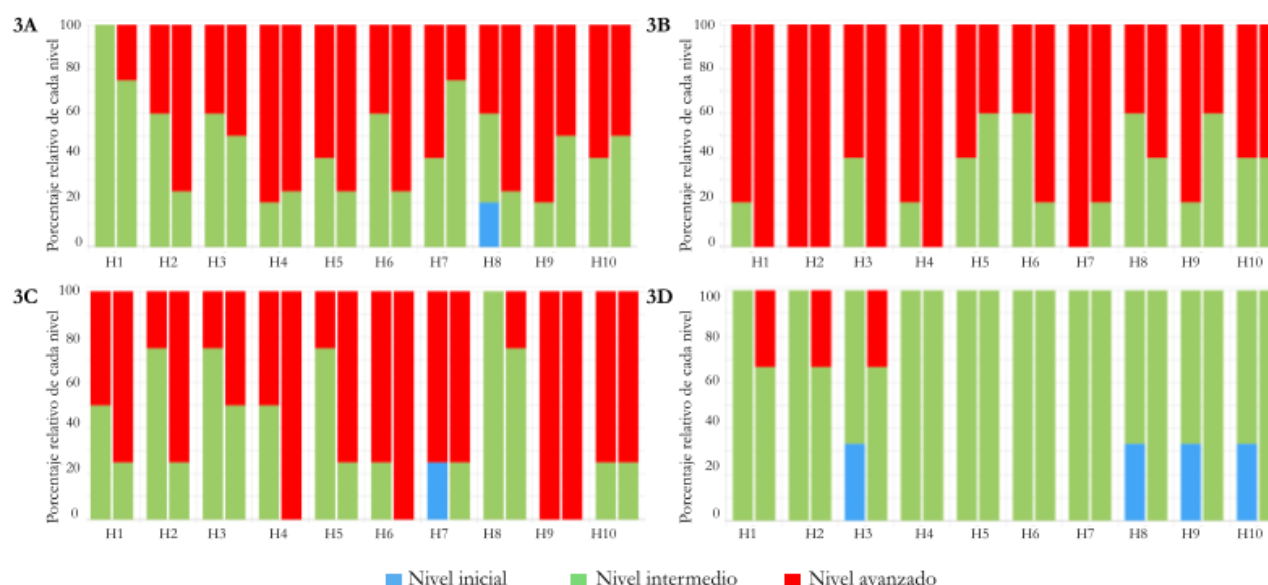 3A
Porcentaje relativo de cada nivel
100
80
60
40
20
0
H1 H2 H3 H4 H5 H6 H7 H8 H9 H10
3B
Porcentaje relativo de cada nivel
100
80
60
40
20
0
H1 H2 H3 H4 H5 H6 H7 H8 H9 H10
3C
Porcentaje relativo de cada nivel
100
80
60
40
20
0
H1 H2 H3 H4 H5 H6 H7 H8 H9 H10
3D
Porcentaje relativo de cada nivel
100
80
60
40
20
0
H1 H2 H3 H4 H5 H6 H7 H8 H9 H10
Nivel inicial Nivel intermedio Nivel avanzado